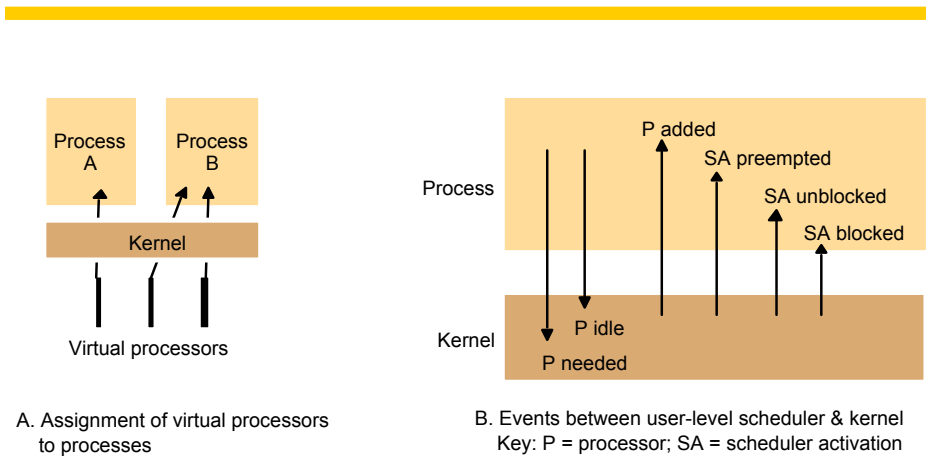 Process
A
Process
B
Kernel
Virtual processors
A. Assignment of virtual processors
to processes
P added
SA preempted
Process
SA unblocked
SA blocked
P idle
Kernel
P needed
B. Events between user-level scheduler & kernel
Key: P = processor; SA = scheduler activation